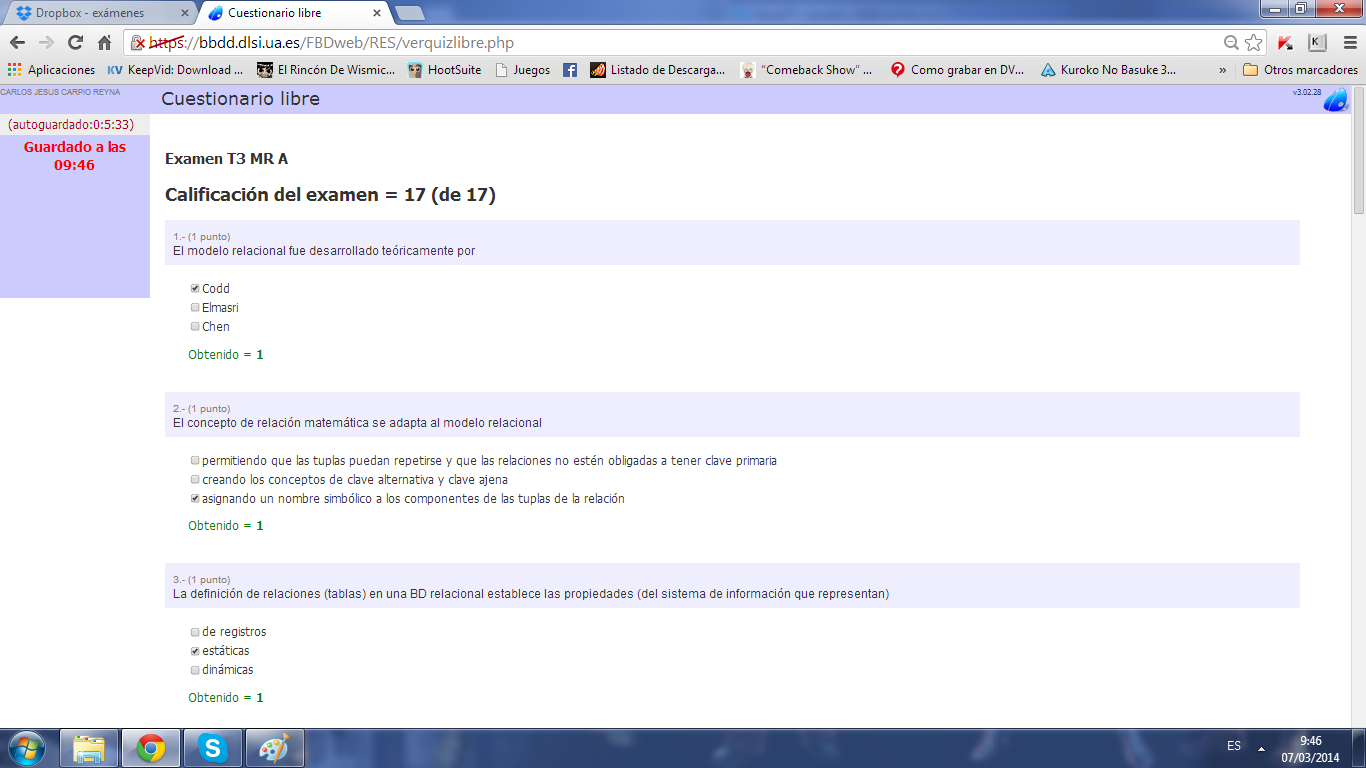 Dropbox - exámenes
Cuestionario libre
https://bbdd.dlsi.ua.es/FBDweb/RES/verquizlibre.php
Aplicaciones
KeepVid: Download ...
El Rincón De Wismic...
HootSuite
Juegos
Listado de Descarga...
“Comeback Show” ...
Como grabar en DV...
Kuroko No Basuke 3...
»
Otros marcadores
CARLOS JESUS CARPIO REYNA
Cuestionario libre
v3.02.28
(autoguardado:0:5:33)
Guardado a las
09:46
Examen T3 MR A
Calificación del examen = 17 (de 17)
1.- (1 punto)
El modelo relacional fue desarrollado teóricamente por
Codd
Elmasri
Chen
Obtenido = 1
2.- (1 punto)
El concepto de relación matemática se adapta al modelo relacional
permitiendo que las tuplas puedan repetirse y que las relaciones no estén obligadas a tener clave primaria
creando los conceptos de clave alternativa y clave ajena
asignando un nombre simbólico a los componentes de las tuplas de la relación
Obtenido = 1
3.- (1 punto)
La definición de relaciones (tablas) en una BD relacional establece las propiedades (del sistema de información que representan)
de registros
estáticas
dinámicas
Obtenido = 1
ES
9:46
07/03/2014